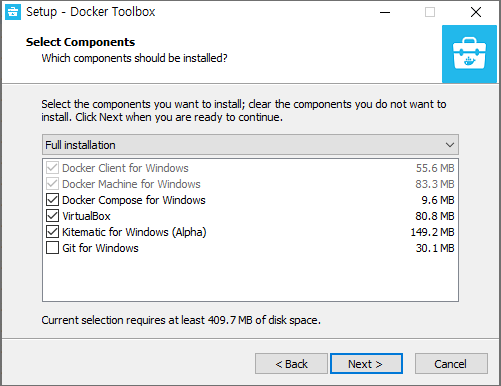 Setup - Docker Toolbox
Select Components
Which components should be installed?
Select the components you want to install; clear the components you do not want to
install. Click Next when you are ready to continue.
Full installation
Docker Client for Windows 55.6 MB
Docker Machine for Windows 83.3 MB
Docker Compose for Windows 9.6 MB
VirtualBox 80.8 MB
Kitematic for Windows (Alpha) 149.2 MB
Git for Windows 30.1 MB
Current selection requires at least 409.7 MB of disk space.
< Back Next > Cancel